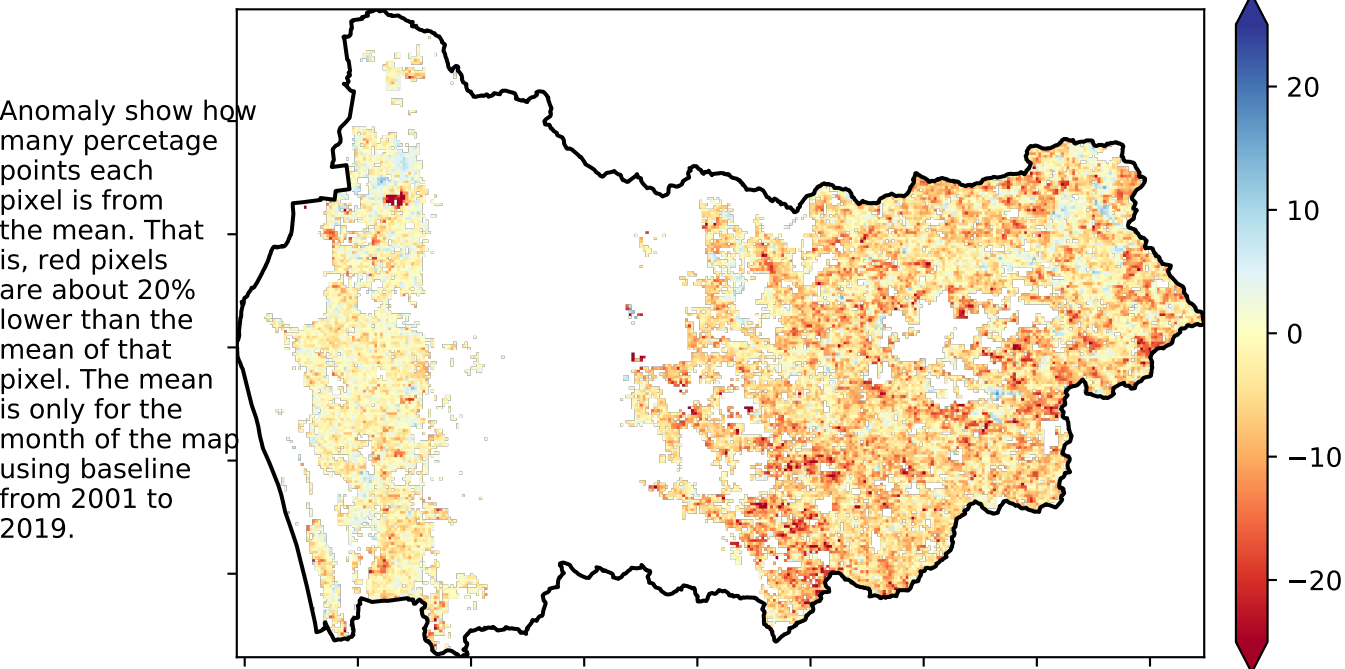 Anomaly show how
many percetage
points each
pixel is from
the mean. That
is, red pixels
are about 20%
lower than the
mean of that
pixel. The mean
is only for the
month of the map
using baseline
from 2001 to
2019.
20
10
0
−10
−20